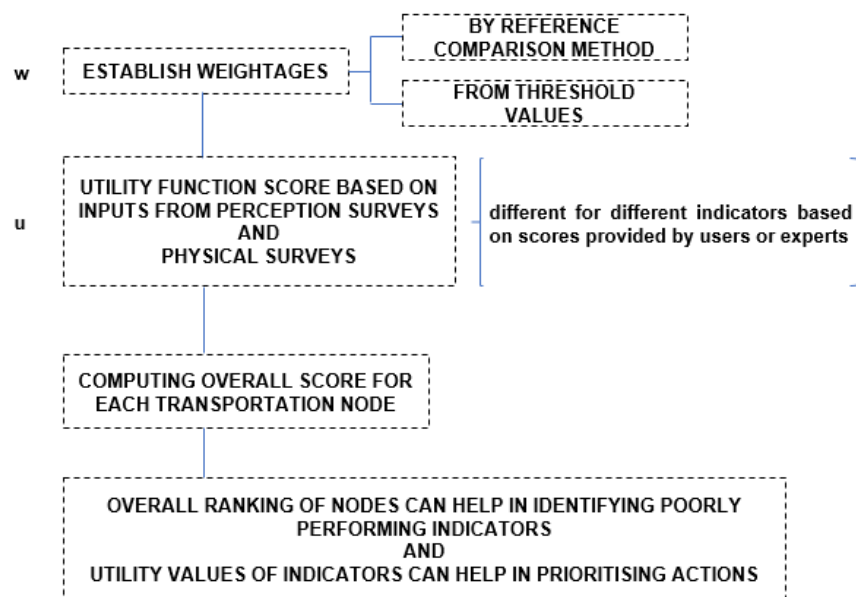 w
ESTABLISH WEIGHTAGES
BY REFERENCE
COMPARISON METHOD
FROM THRESHOLD
VALUES
u
UTILITY FUNCTION SCORE BASED ON
INPUTS FROM PERCEPTION SURVEYS
AND
PHYSICAL SURVEYS
different for different indicators based
on scores provided by users or experts
COMPUTING OVERALL SCORE FOR
EACH TRANSPORTATION NODE
OVERALL RANKING OF NODES CAN HELP IN IDENTIFYING POORLY
PERFORMING INDICATORS
AND
UTILITY VALUES OF INDICATORS CAN HELP IN PRIORITISING ACTIONS